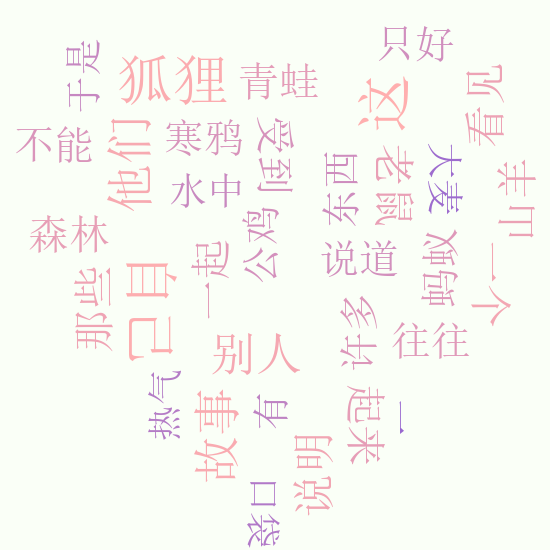 只好
于是
狐狸
青蛙
这
看见
不能
他们
寒鸦
受到
水中
东西
老鼠
大麦
山羊
森林
公鸡
说道
蚂蚁
一个
那些
自己
一起
许多
往往
别人
热气
故事
有
起来
一
说明
口袋